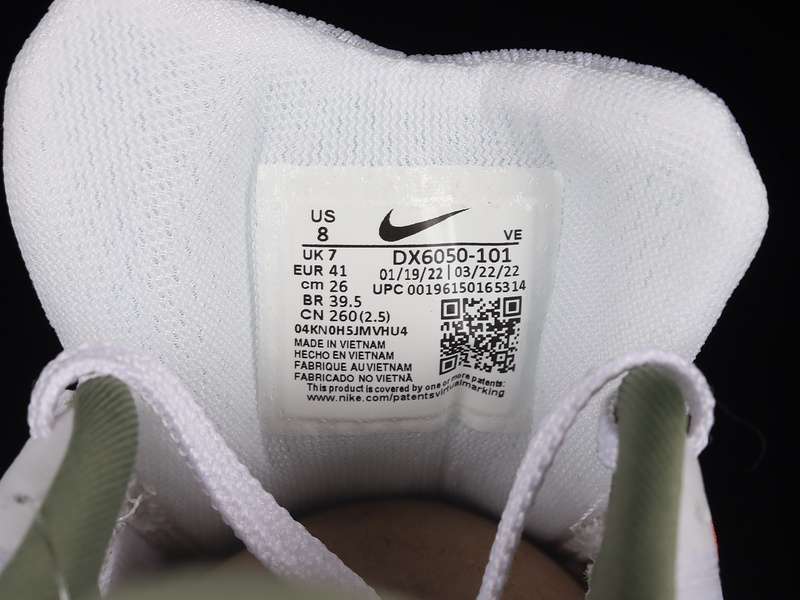 US
8
VE
UK 7
DX6050-101
EUR 41
01/19/22 | 03/22/22
cm 26
UPC 00196150165314
BR 39.5
CN 260(2.5)
04KN0H5JMVHU4
MADE IN VIETNAM
HECHO EN VIETNAM
FABRIQUE AU VIETNAM
FABRICADO NO VIETNÃ
This product is covered by one or more patents:
www.nike.com/patentsvirtualmarking